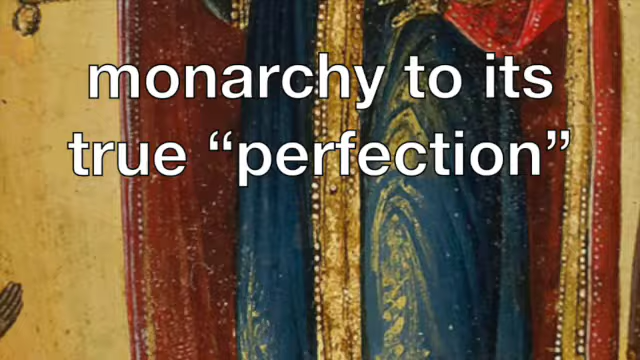 monarchy to its
true “perfection”